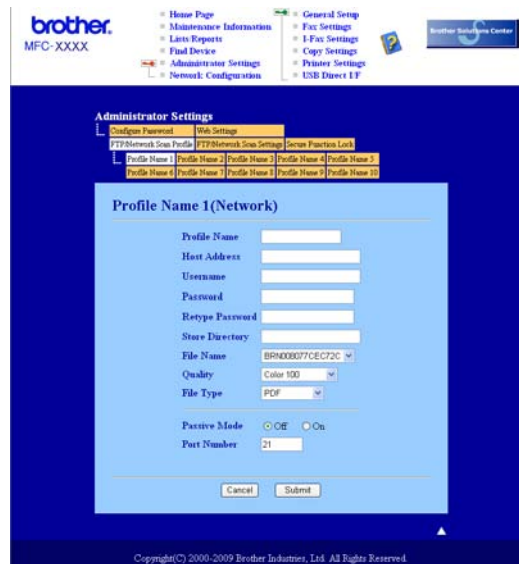 brother.
MFC-XXXX
Home Page
Maintenance Information
Lists/Reports
Find Device
Administrator Settings
Network Configuration
General Setup
Fax Settings
I-Fax Settings
Copy Settings
Printer Settings
USB Direct I/F
Brother Solutions Center
Administrator Settings
Configure Password Web Settings
FTP/Network Scan Profile FTP/Network Scan Settings Secure Function Lock
Profile Name 1 Profile Name 2 Profile Name 3 Profile Name 4 Profile Name 5
Profile Name 6 Profile Name 7 Profile Name 8 Profile Name 9 Profile Name 10
Profile Name 1(Network)
Profile Name
Host Address
Username
Password
Retype Password
Store Directory
File Name BRN008077CEC72C
Quality Color 100
File Type PDF
Passive Mode Off On
Port Number 21
Cancel Submit
Copyright(C) 2000-2009 Brother Industries, Ltd. All Rights Reserved.